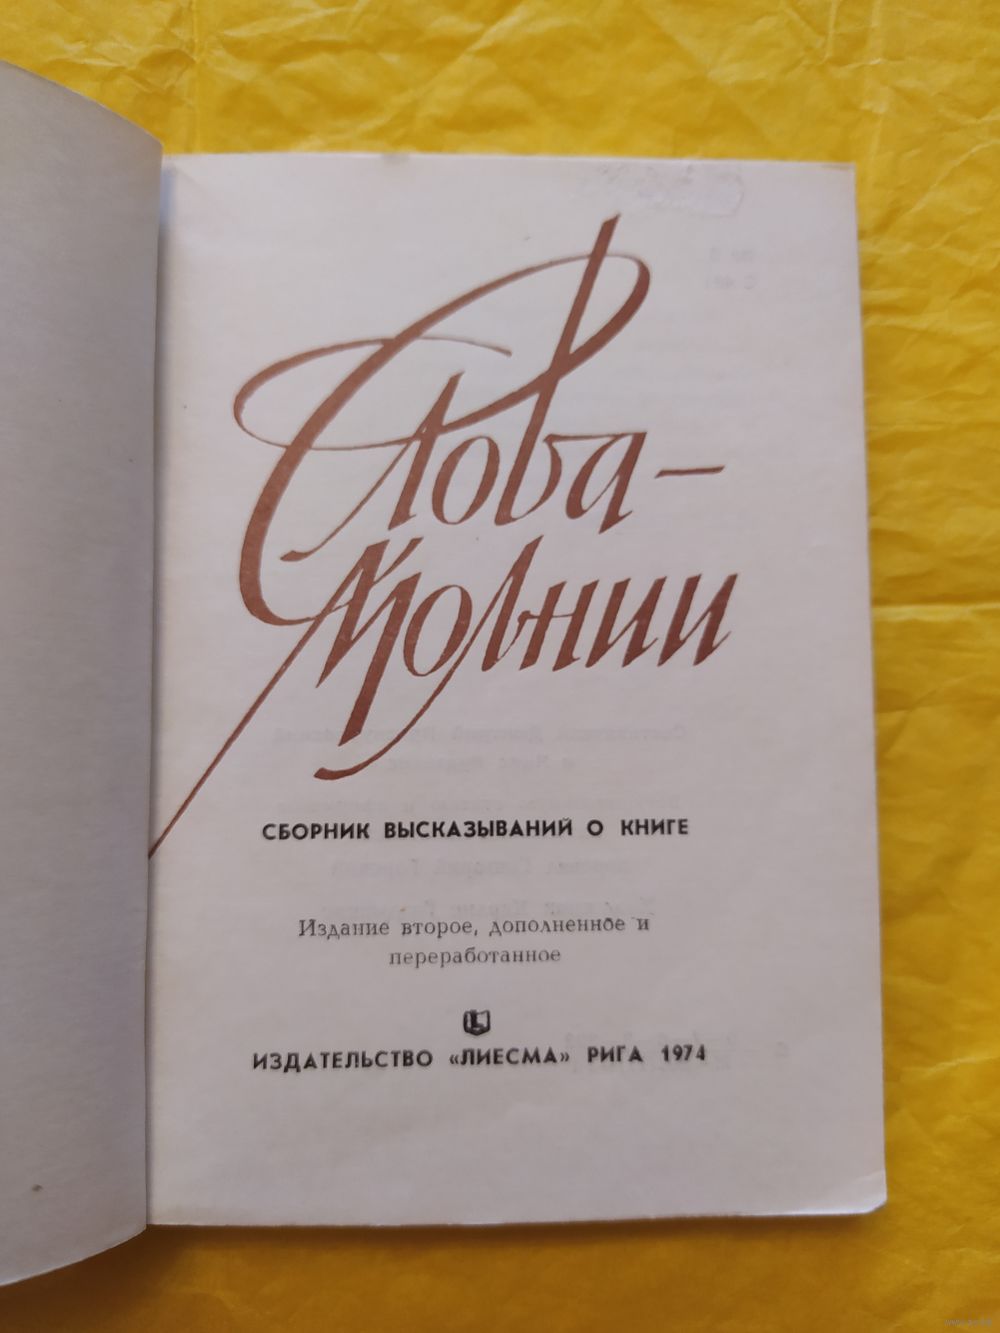 Слова-
молнии
СБОРНИК ВЫСКАЗЫВАНИЙ О КНИГЕ
Издание второе, дополненное и
переработанное
ИЗДАТЕЛЬСТВО «ЛИЕСМА» РИГА 1974